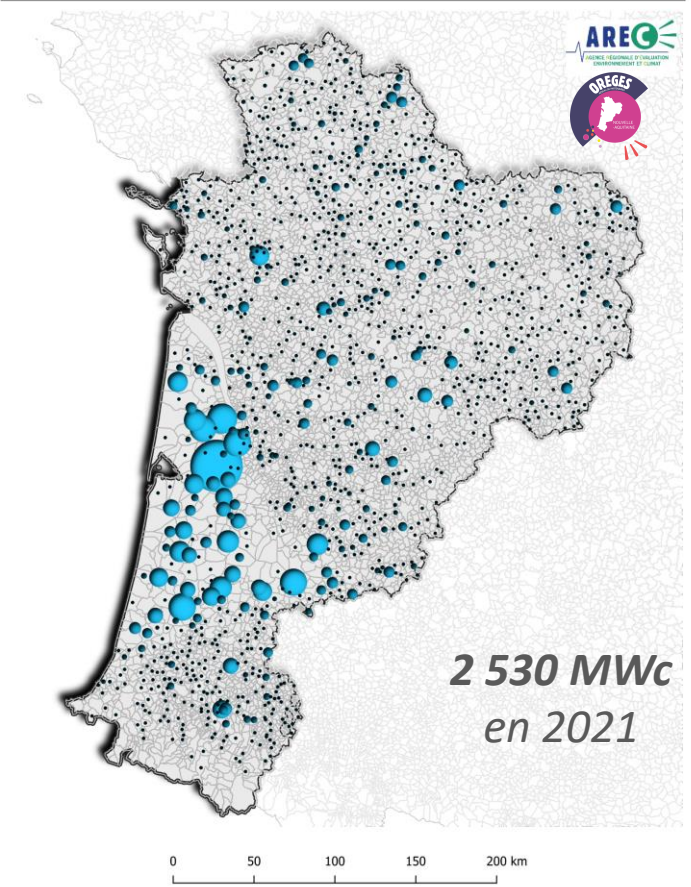 AREC
AGENCE RÉGIONALE D'ÉVALUATION
ENVIRONNEMENT ET CLIMAT
OREGES
NOUVELLE
AQUITAINE
2 530 MWc
en 2021
0 50 100 150 200 km